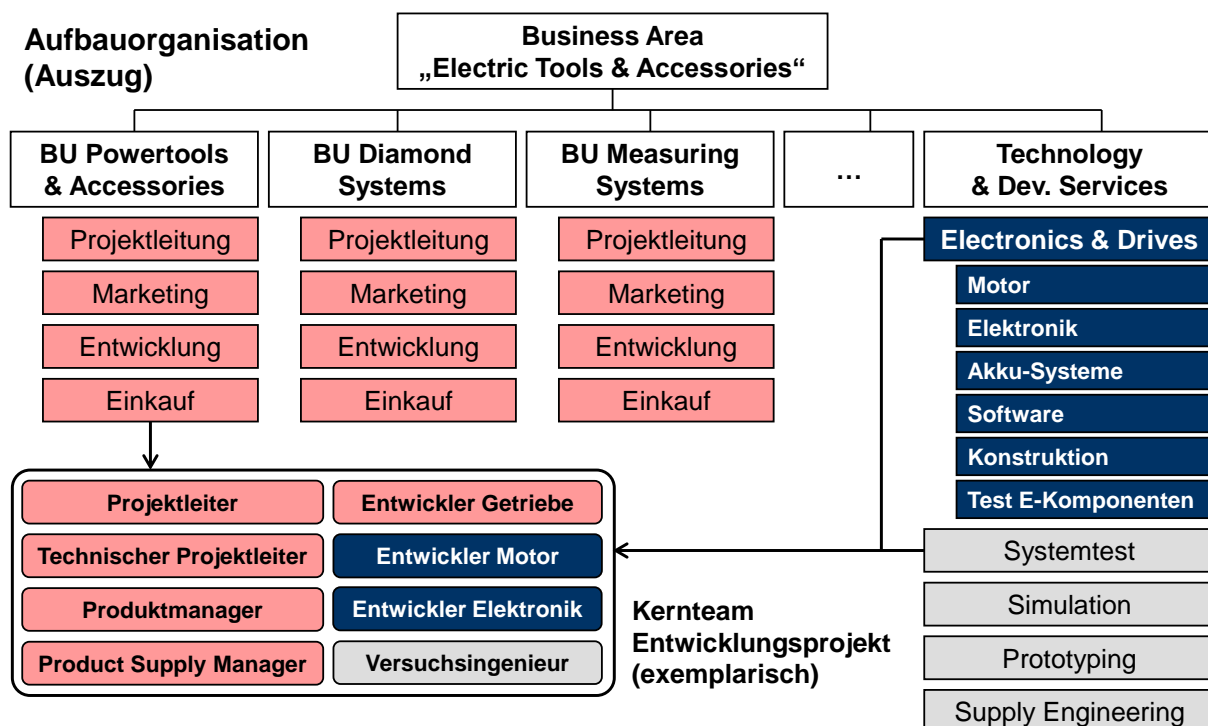 Aufbauorganisation
(Auszug)
Business Area
„Electric Tools & Accessories“
BU Powertools
& Accessories
BU Diamond
Systems
BU Measuring
Systems
...
Technology
& Dev. Services
Projektleitung
Marketing
Entwicklung
Einkauf
Projektleitung
Marketing
Entwicklung
Einkauf
Projektleitung
Marketing
Entwicklung
Einkauf
Electronics & Drives
Motor
Elektronik
Akku-Systeme
Software
Konstruktion
Test E-Komponenten
Systemtest
Simulation
Prototyping
Supply Engineering
Projektleiter
Technischer Projektleiter
Produktmanager
Product Supply Manager
Entwickler Getriebe
Entwickler Motor
Entwickler Elektronik
Versuchsingenieur
Kernteam
Entwicklungsprojekt
(exemplarisch)